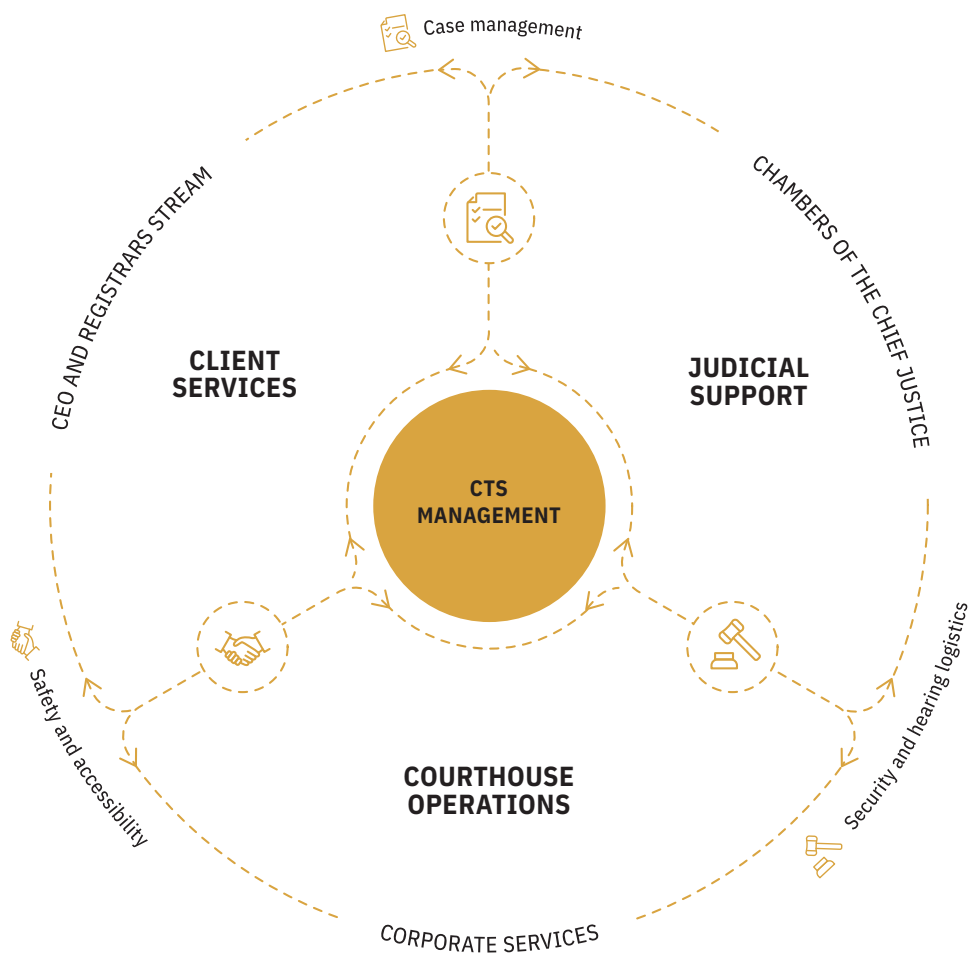 Case management
CEO AND REGISTRARS STREAM
CHAMBERS OF THE CHIEF JUSTICE
CLIENT
SERVICES
JUDICIAL
SUPPORT
CTS
MANAGEMENT
Safety and accessibility
Security and hearing logistics
COURTHOUSE
OPERATIONS
CORPORATE SERVICES